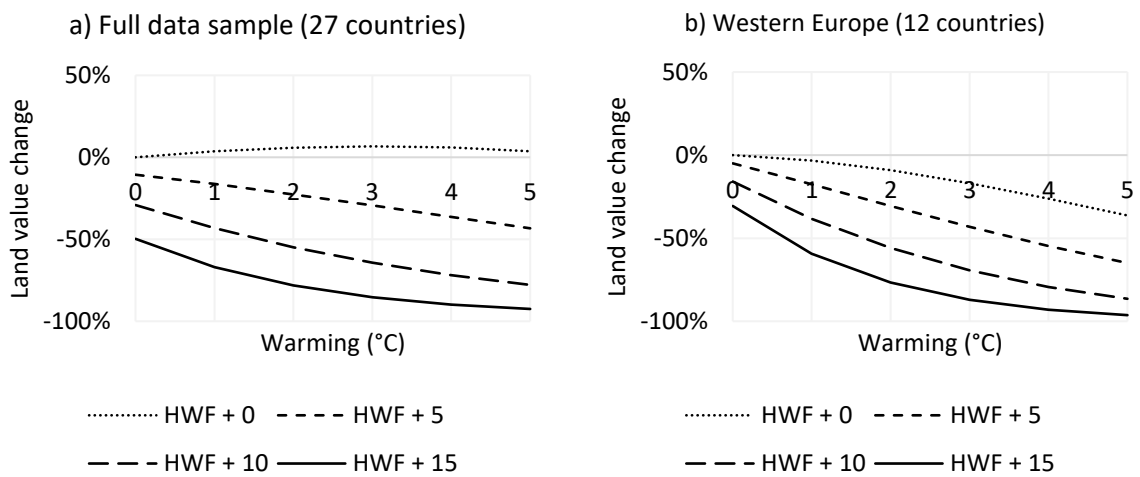 a) Full data sample (27 countries)
50%
0%
-50%
-100%
0 1 2 3 4 5
Land value change
Warming (°C)
HWF + 0 HWF + 5
HWF + 10 HWF + 15
b) Western Europe (12 countries)
50%
0%
-50%
-100%
0 1 2 3 4 5
Land value change
Warming (°C)
HWF + 0 HWF + 5
HWF + 10 HWF + 15